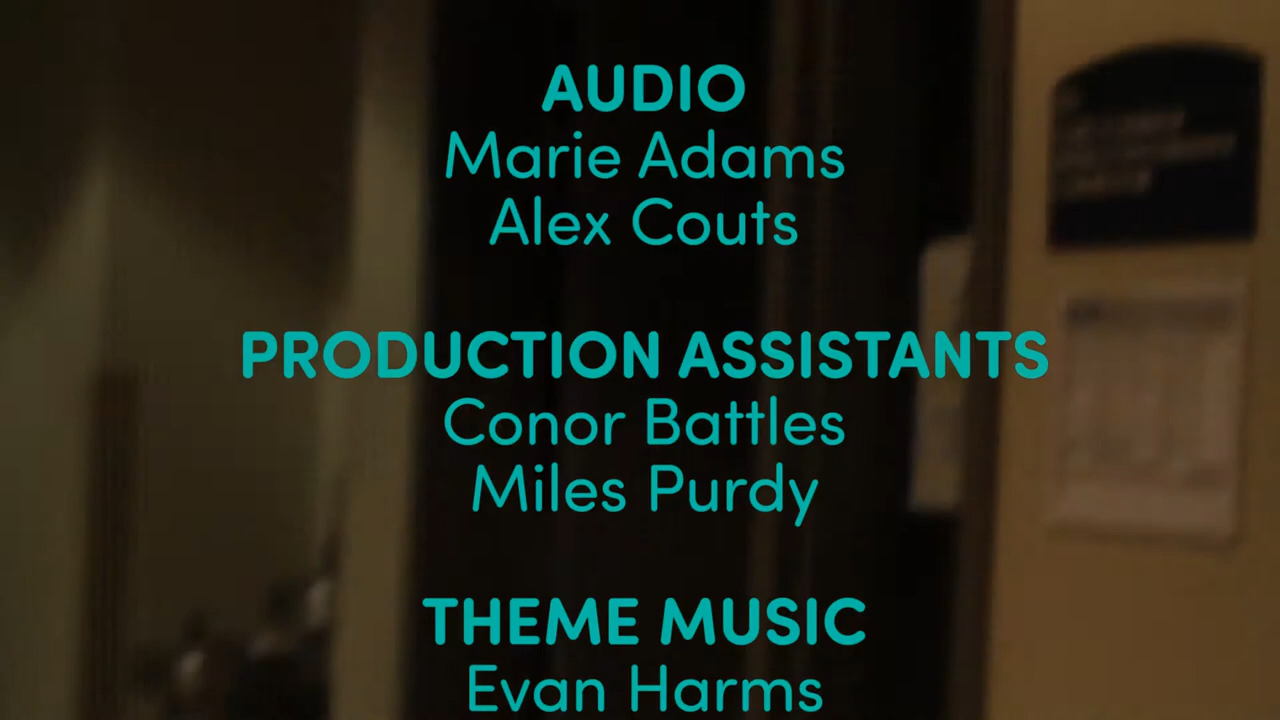 AUDIO
Marie Adams
Alex Couts
PRODUCTION ASSISTANTS
Conor Battles
Miles Purdy
THEME MUSIC
Evan Harms